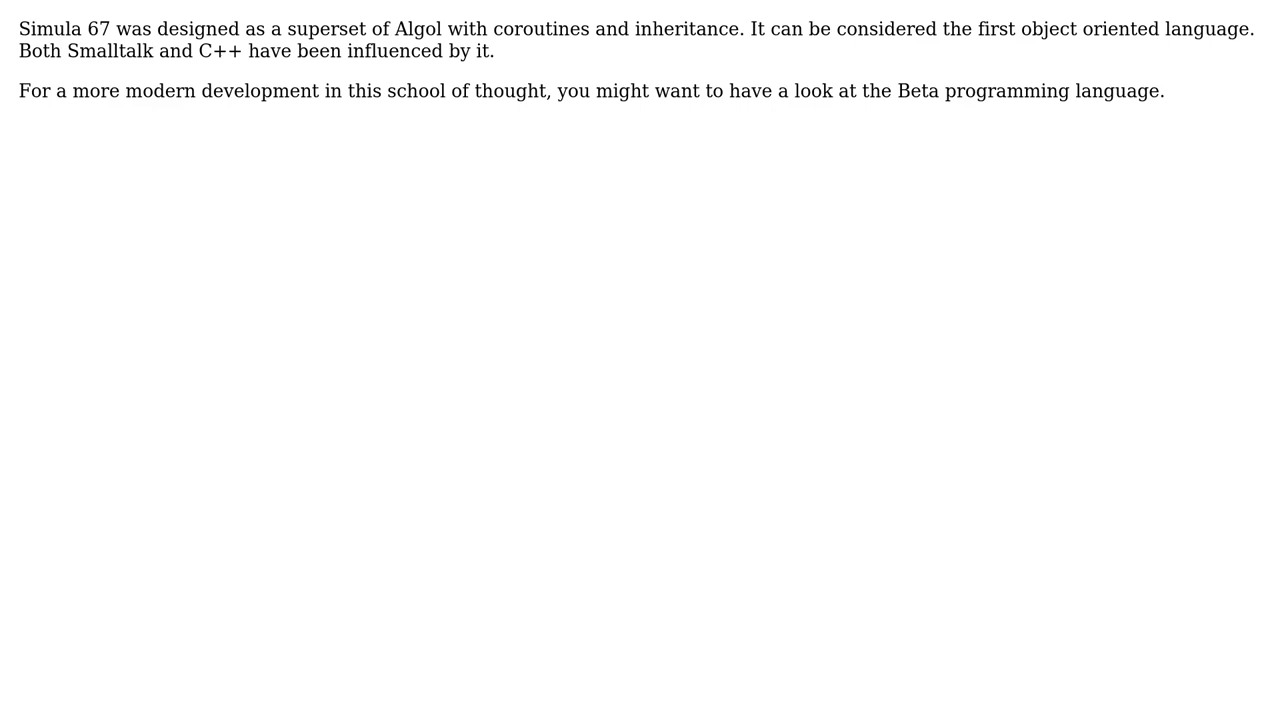 Simula 67 was designed as a superset of Algol with coroutines and inheritance. It can be considered the first object oriented language.
Both Smalltalk and C++ have been influenced by it.
For a more modern development in this school of thought, you might want to have a look at the Beta programming language.